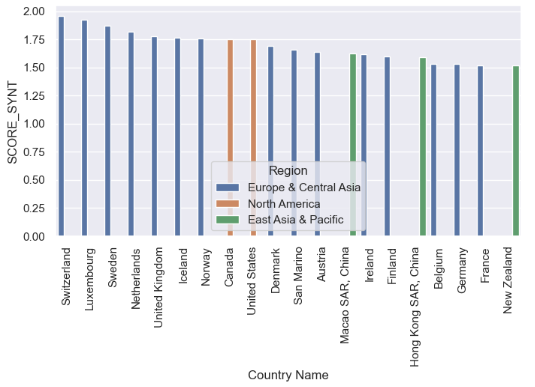 2.00
1.75
1.50
1.25
1.00
0.75
0.50
0.25
0.00
SCORE_SYNT
Region
Europe & Central Asia
North America
East Asia & Pacific
Switzerland
Luxembourg
Sweden
Netherlands
United Kingdom
Iceland
Norway
Canada
United States
Denmark
San Marino
Austria
Macao SAR, China
Ireland
Finland
Hong Kong SAR, China
Belgium
Germany
France
New Zealand
Country Name